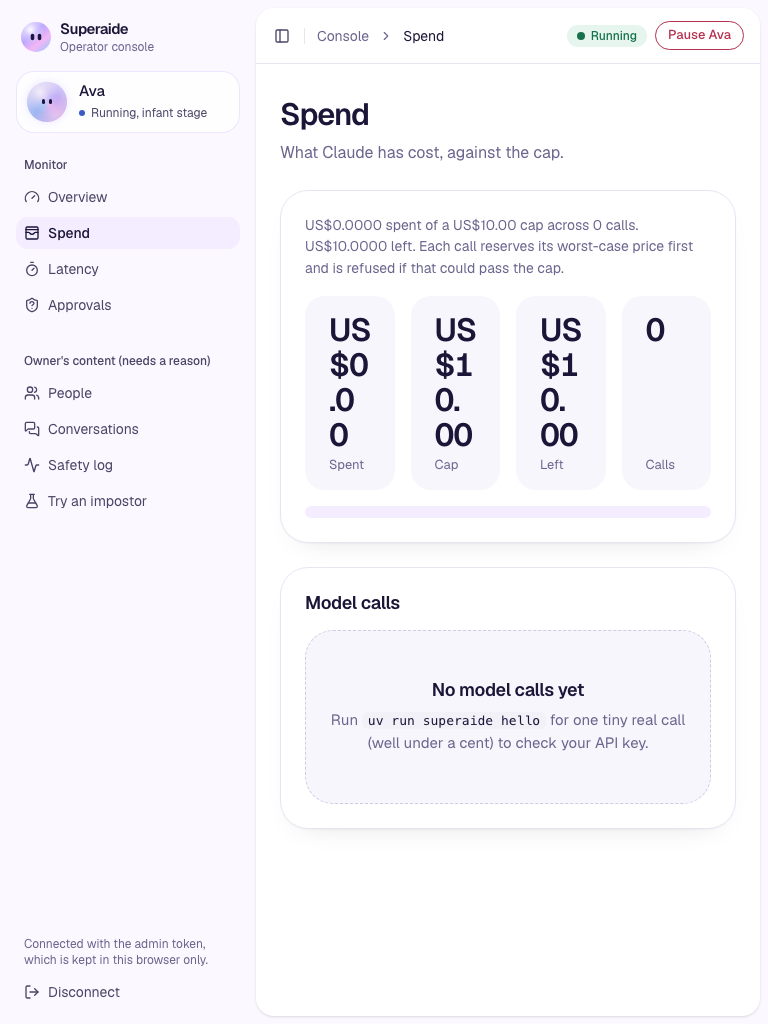 Superaide
Operator console
Ava
Running, infant stage
Monitor
Overview
Spend
Latency
Approvals
Owner's content (needs a reason)
People
Conversations
Safety log
Try an impostor
Connected with the admin token,
which is kept in this browser only.
Disconnect
Console > Spend
Running
Pause Ava
Spend
What Claude has cost, against the cap.
US$0.0000 spent of a US$10.00 cap across 0 calls.
US$10.0000 left. Each call reserves its worst-case price first
and is refused if that could pass the cap.
US
$0
.0
0
Spent
US
$1
0.
00
Cap
US
$1
0.
00
Left
0
Calls
Model calls
No model calls yet
Run uv run superaide hello for one tiny real call
(well under a cent) to check your API key.